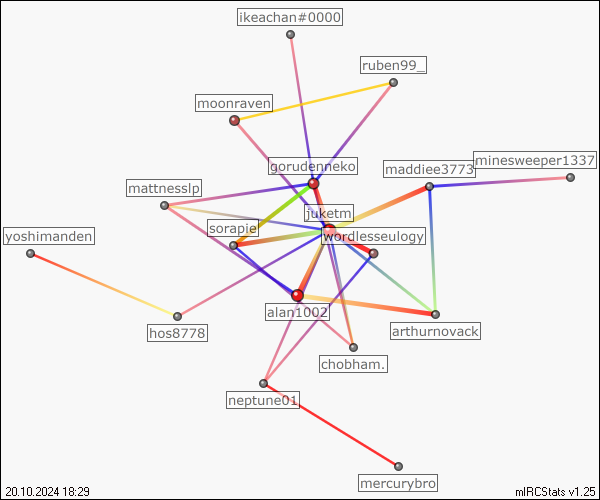 ikeachan#0000
ruben99_
moonraven
gorudenneko
maddiee3773
minesweeper1337
mattnesslp
juketm
sorapie
wordlesseulogy
yoshimanden
alan1002
hos8778
arthurnovack
chobham.
neptune01
mercurybro
20.10.2024 18:29
mIRCStats v1.25